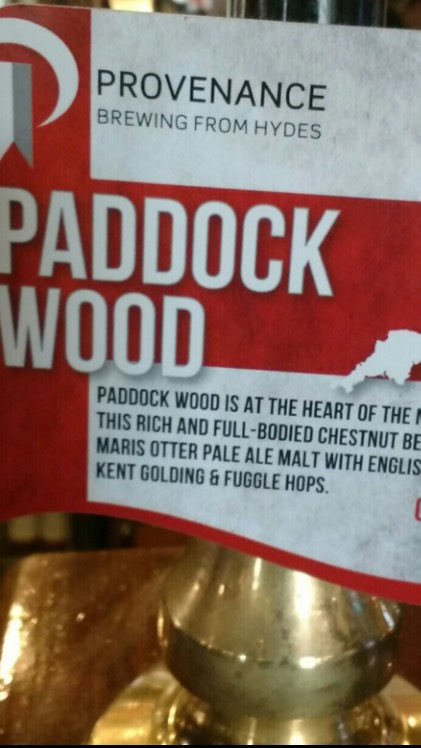 PROVENANCE
BREWING FROM HYDES
PADDOCK
WOOD
PADDOCK WOOD IS AT THE HEART OF THE
THIS RICH AND FULL-BODIED CHESTNUT
MARIS OTTER PALE ALE MALT WITH
KENT GOLDING & FUGGLE HOPS.